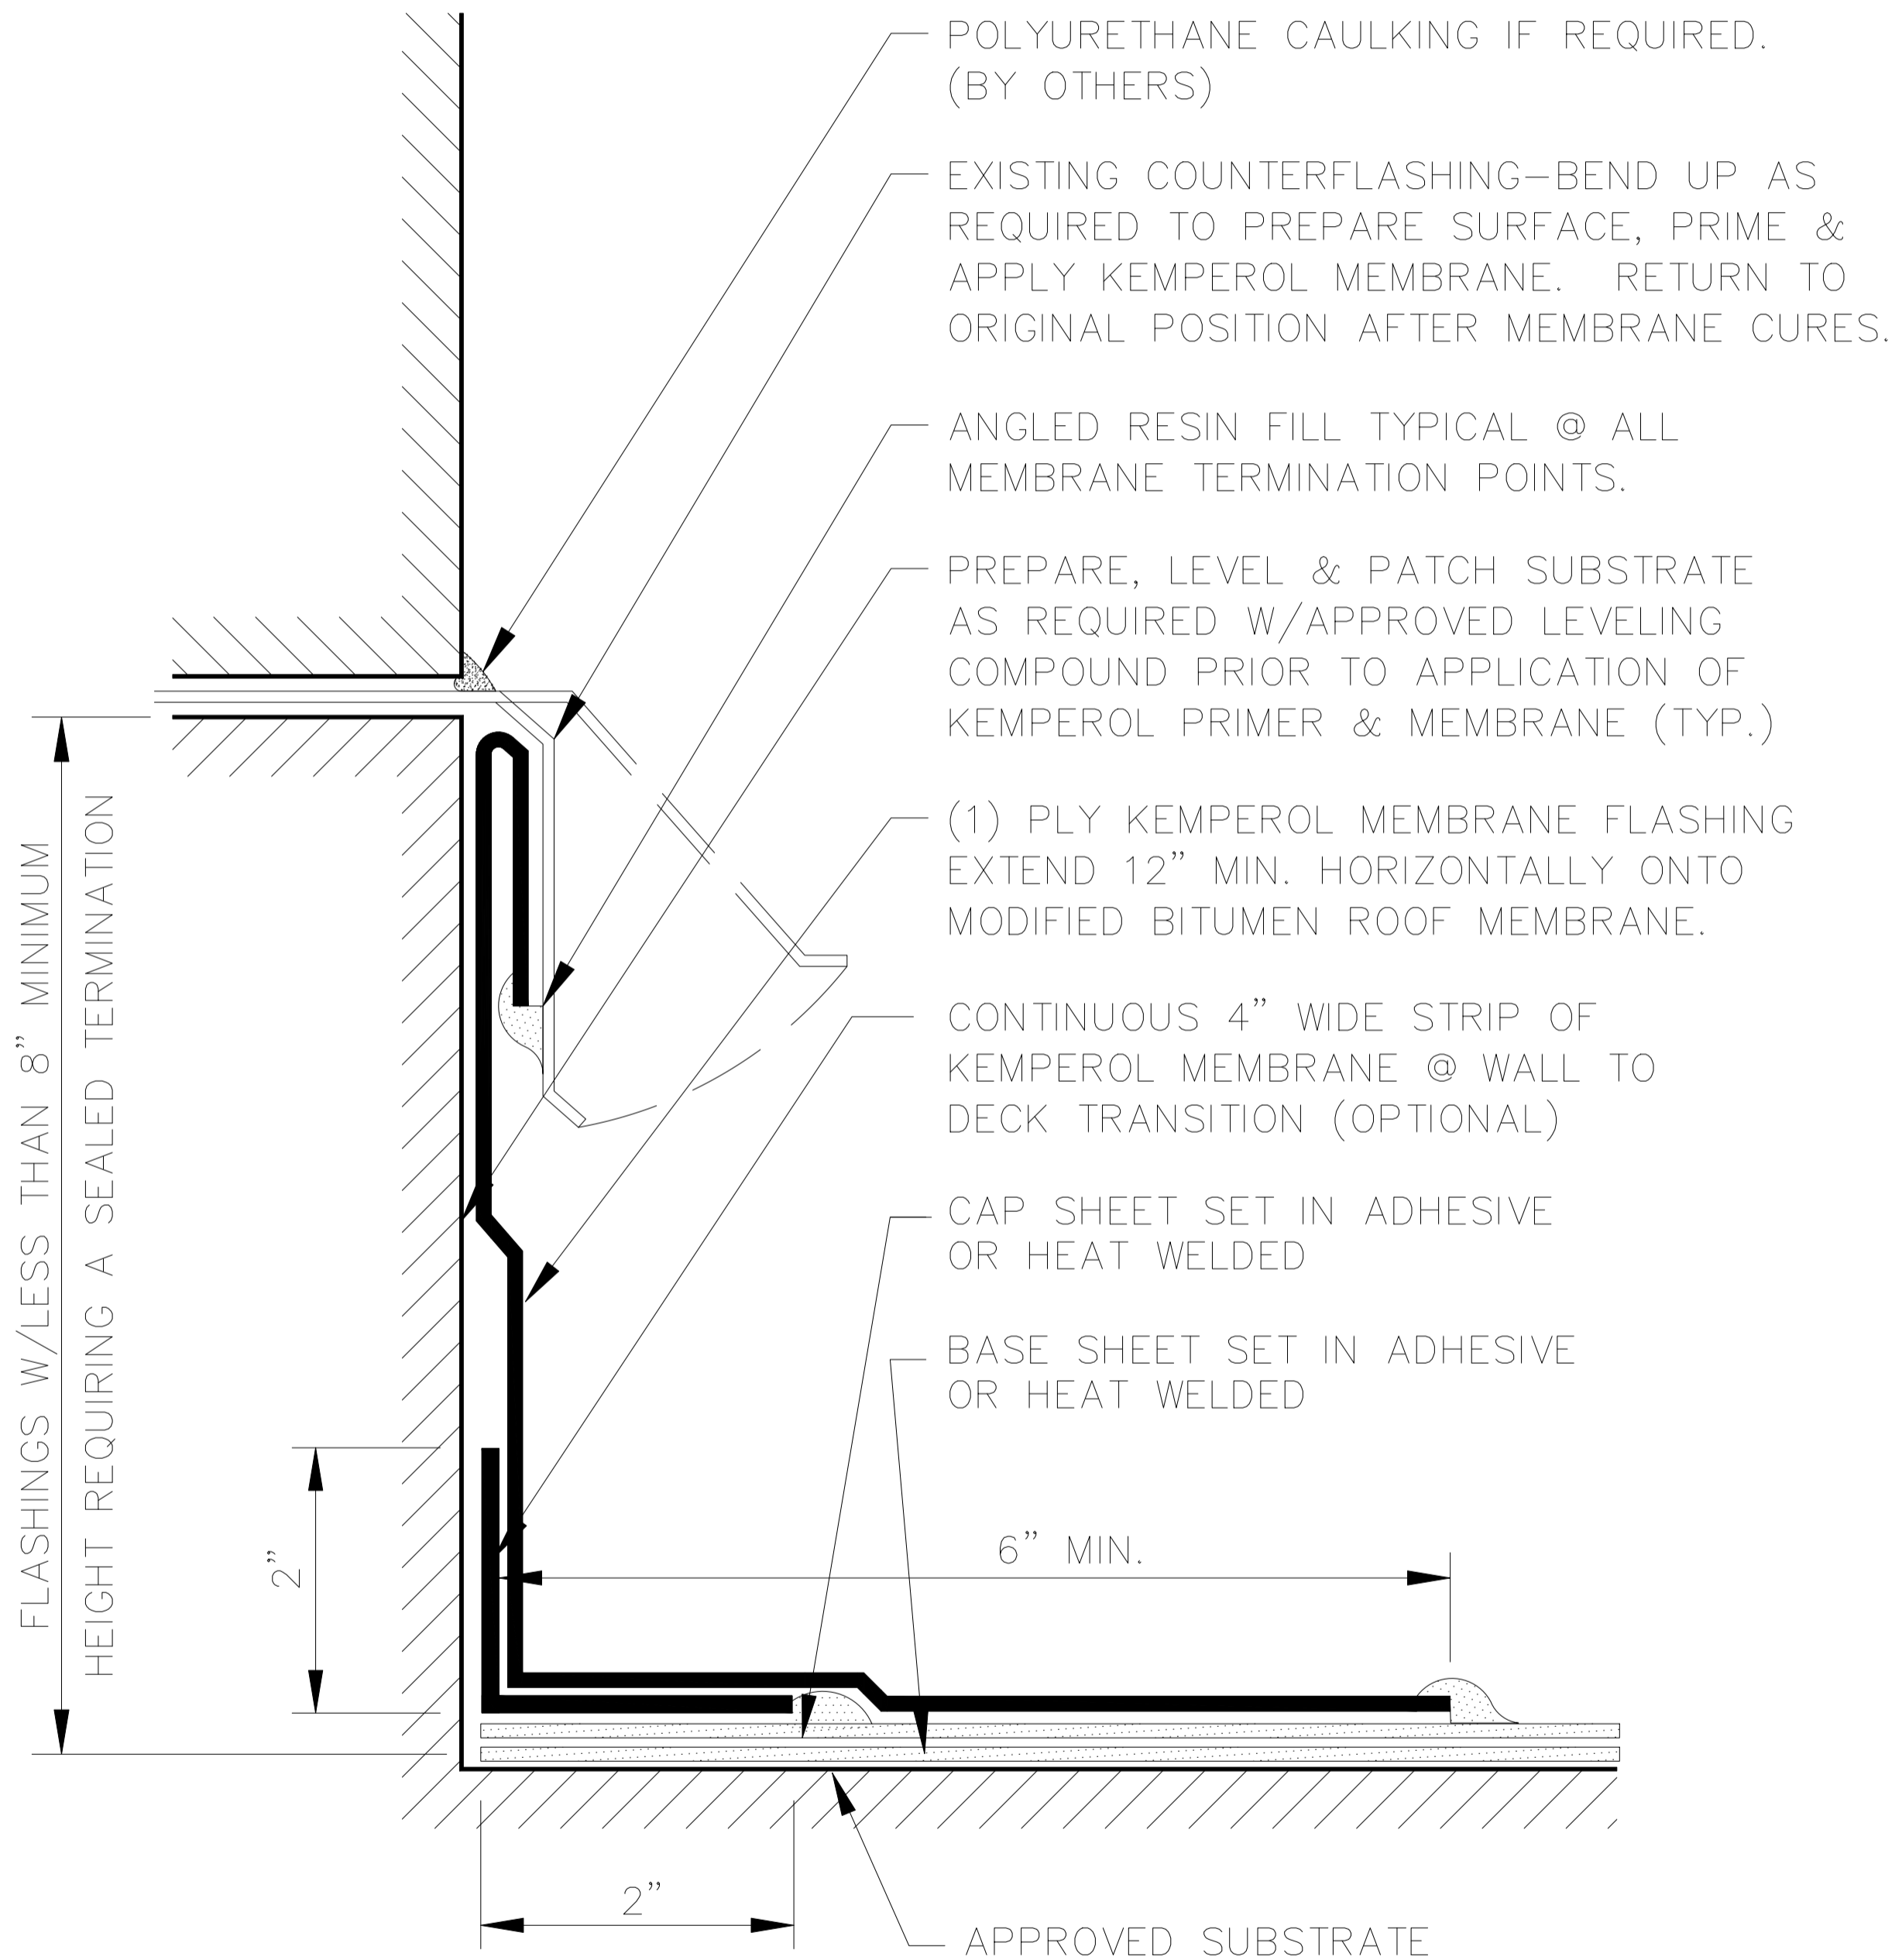 POLYURETHANE CAULKING IF REQUIRED.
(BY OTHERS)
EXISTING COUNTERFLASHING–BEND UP AS
REQUIRED TO PREPARE SURFACE, PRIME &
APPLY KEMPEROL MEMBRANE. RETURN TO
ORIGINAL POSITION AFTER MEMBRANE CURES.
ANGLED RESIN FILL TYPICAL @ ALL
MEMBRANE TERMINATION POINTS.
PREPARE, LEVEL & PATCH SUBSTRATE
AS REQUIRED W/APPROVED LEVELING
COMPOUND PRIOR TO APPLICATION OF
KEMPEROL PRIMER & MEMBRANE (TYP.)
(1) PLY KEMPEROL MEMBRANE FLASHING
EXTEND 12” MIN. HORIZONTALLY ONTO
MODIFIED BITUMEN ROOF MEMBRANE.
CONTINUOUS 4” WIDE STRIP OF
KEMPEROL MEMBRANE @ WALL TO
DECK TRANSITION (OPTIONAL)
CAP SHEET SET IN ADHESIVE
OR HEAT WELDED
BASE SHEET SET IN ADHESIVE
OR HEAT WELDED
FLASHINGS W/LESS THAN 8” MINIMUM
HEIGHT REQUIRING A SEALED TERMINATION
2”
6” MIN.
2”
APPROVED SUBSTRATE